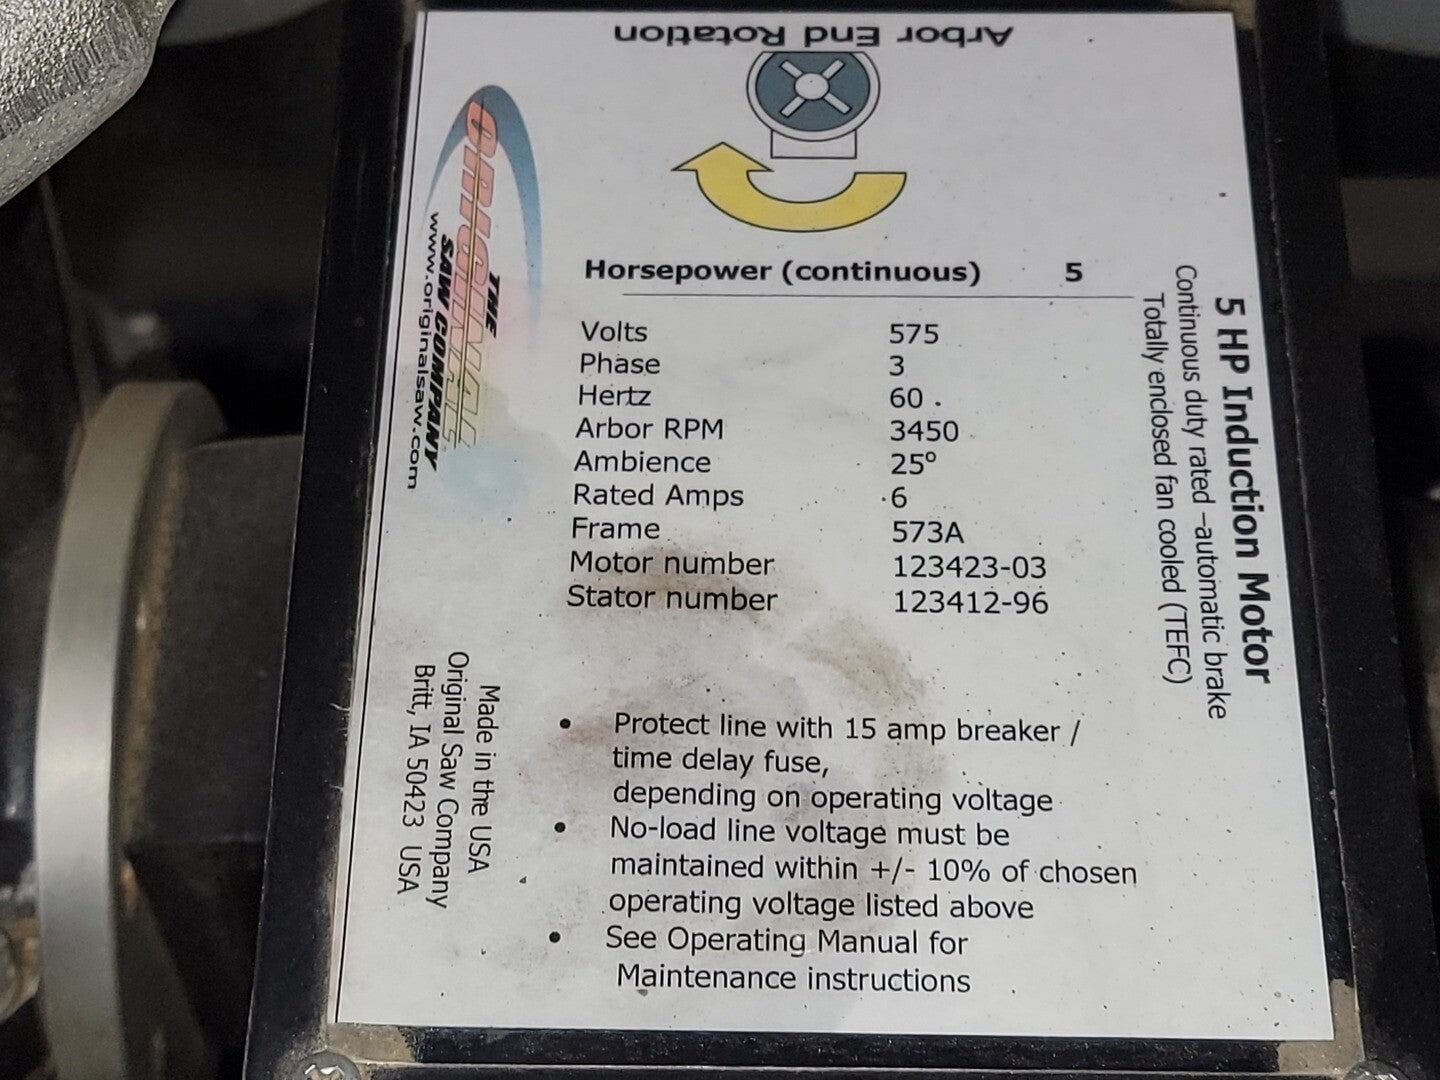 Arbor End Rotation
THE
ORIGINAL
SAW COMPANY
www.originalsaw.com
Horsepower (continuous) 5
Volts 575
Phase 3
Hertz 60
Arbor RPM 3450
Ambience 25°
Rated Amps 6
Frame 573A
Motor number 123423-03
Stator number 123412-96
5 HP Induction Motor
Continuous duty rated –automatic brake
Totally enclosed fan cooled (TEFC)
Made in the USA
Original Saw Company
Britt, IA 50423 USA
• Protect line with 15 amp breaker /
time delay fuse,
depending on operating voltage
• No-load line voltage must be
maintained within +/- 10% of chosen
operating voltage listed above
• See Operating Manual for
Maintenance instructions